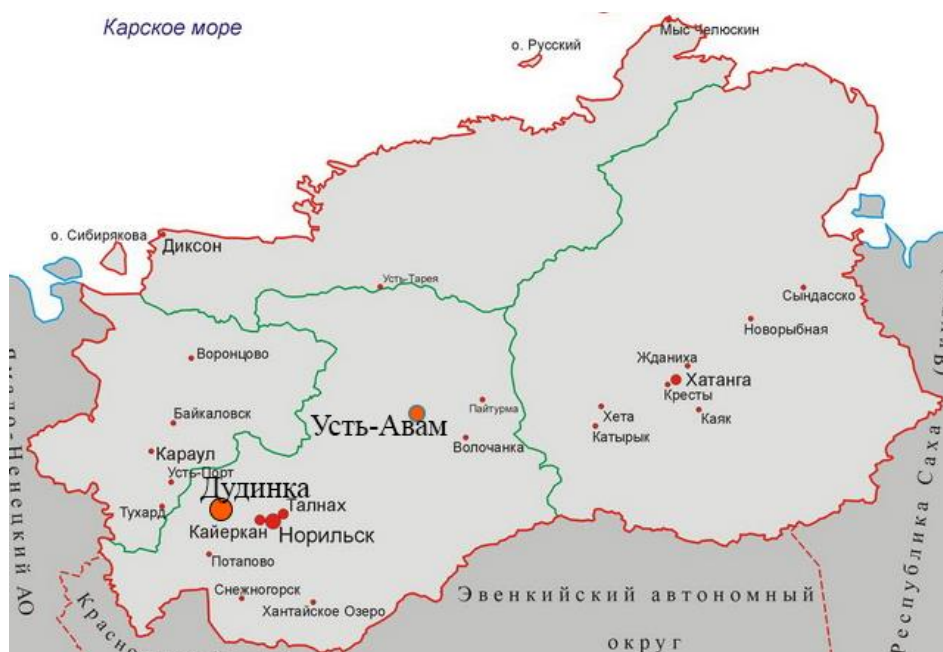 Карское море
Мыс Челюскин
о. Русский
о. Сибирякова
Диксон
Усть-Тарея
Сындасско
Новорыбная
Воронцово
Жданиха
Хатанга
Кресты
Пайтурма
Каяк
Хета
Байкаловск
Усть-Авам
Катырык
Волочанка
Караул
Усть-Порт
Дудинка
Тухард
Талнах
Кайеркан
Норильск
Потапово
Снежногорск
Хантайское Озеро
Эвенкийский автономный
округ
Ненецкий АО
Республика Саха